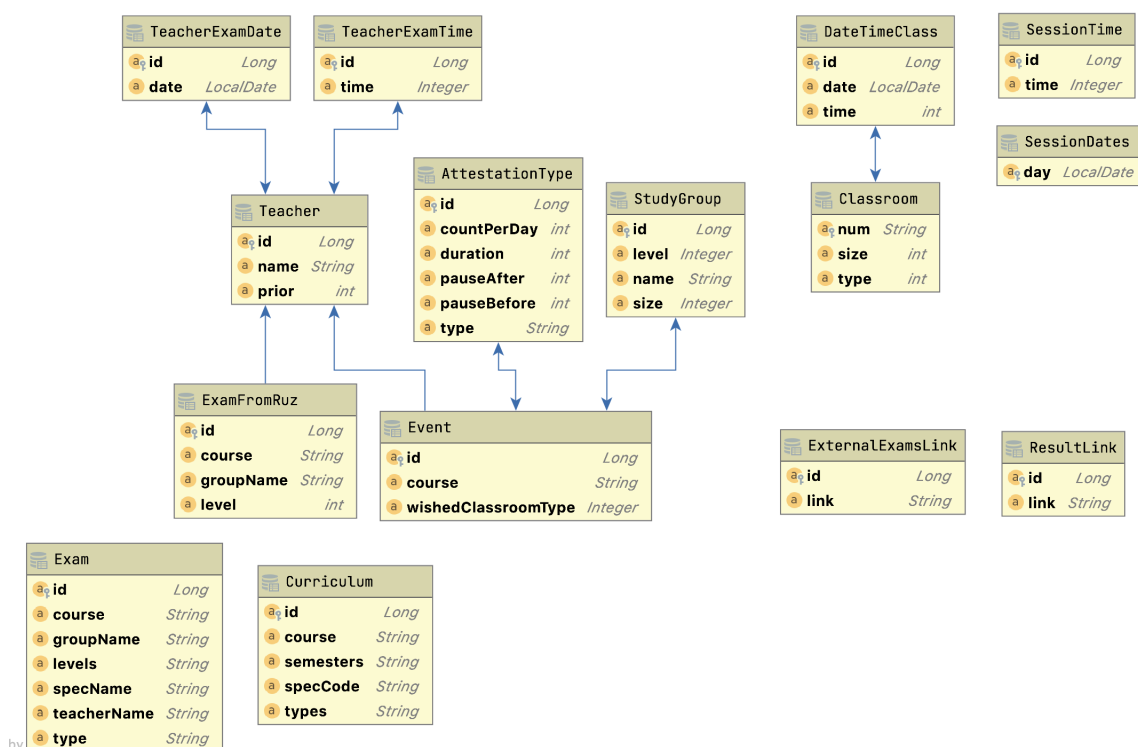 TeacherExamDate
id Long
date LocalDate
TeacherExamTime
id Long
time Integer
DateTimeClass
id Long
date LocalDate
time int
SessionTime
id Long
time Integer
SessionDates
day LocalDate
AttestationType
id Long
countPerDay int
duration int
pauseAfter int
pauseBefore int
type String
StudyGroup
id Long
level Integer
name String
size Integer
Classroom
num String
size int
type int
Teacher
id Long
name String
prior int
ExamFromRuz
id Long
course String
groupName String
level int
Event
id Long
course String
wishedClassroomType Integer
ExternalExamsLink
id Long
link String
ResultLink
id Long
link String
Exam
id Long
course String
groupName String
levels String
specName String
teacherName String
type String
Curriculum
id Long
course String
semesters String
specCode String
types String